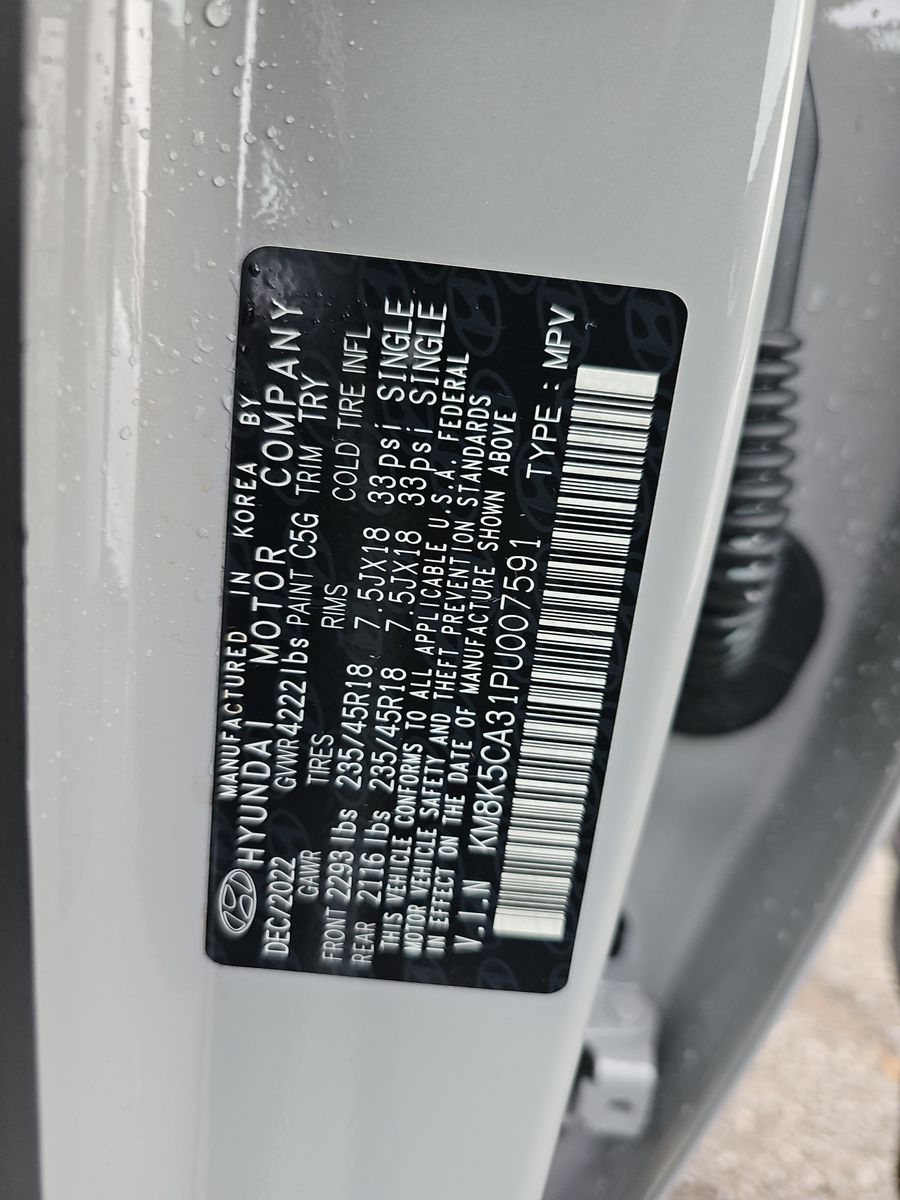 MANUFACTURED IN KOREA BY
HYUNDAI MOTOR COMPANY
DEC/2022 GVWR4222lbs PAINT C5G TRIM TRY
GAWR TIRES RMS COLD TIRE INFL
FRONT 2293 lbs 235/45R18 7.5JX18 33psi SINGLE
REAR 2116 lbs 235/45R18 7.5JX18 33psi SINGLE
THIS VEHICLE CONFORMS TO ALL APPLICABLE U.S.A. FEDERAL
MOTOR VEHICLE SAFETY AND THEFT PREVENTION STANDARDS
IN EFFECT ON THE DATE OF MANUFACTURE SHOWN ABOVE
V.I.N KM8K5CA31PU007591 TYPE : MPV